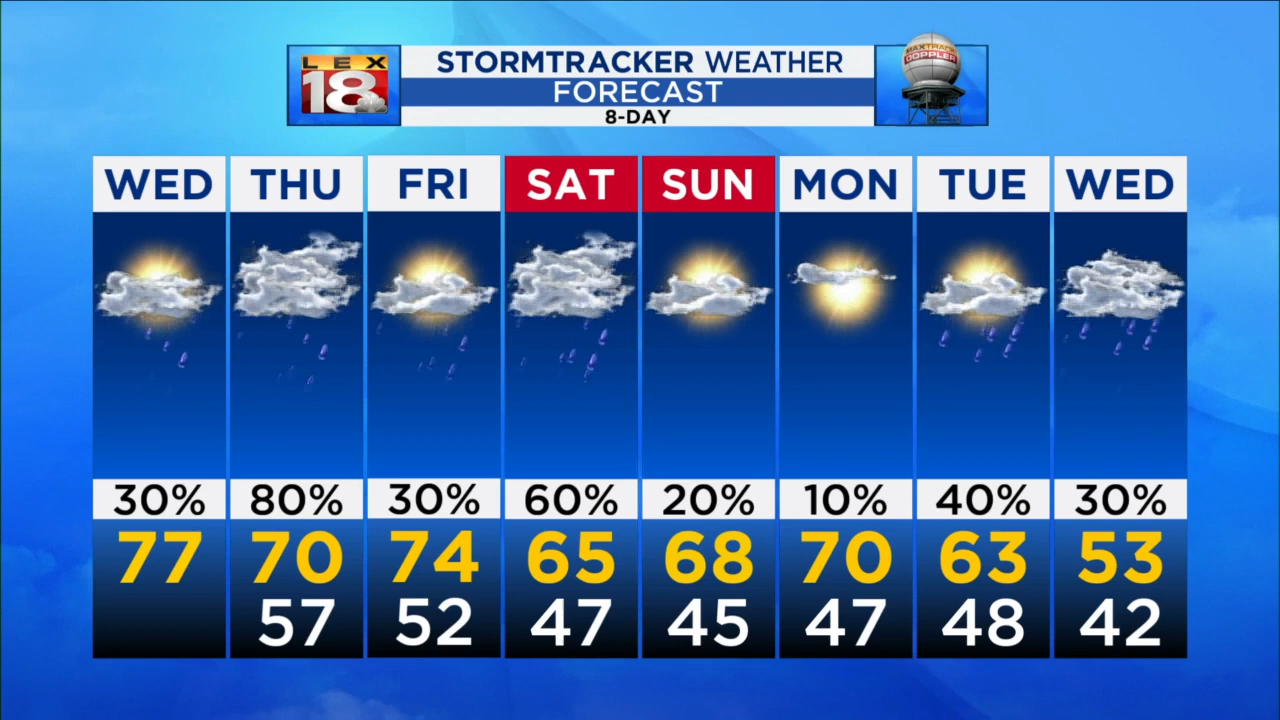 LEX
18
STORMTRACKER WEATHER
FORECAST
8-DAY
MAXTRACK
DOPPLER
WED THU FRI SAT SUN MON TUE WED
30% 80% 30% 60% 20% 10% 40% 30%
77 70 74 65 68 70 63 53
57 52 47 45 47 48 42